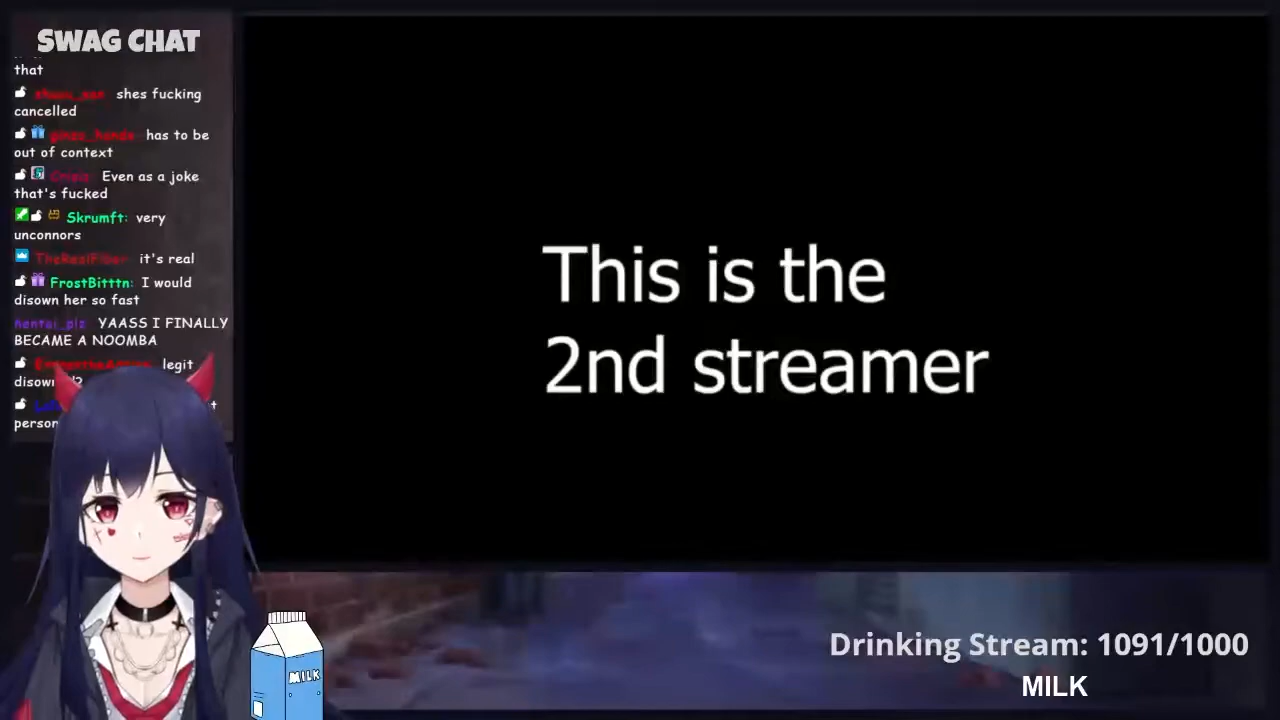 SWAG CHAT
that
shes fucking
cancelled
has to be
out of context
Even as a joke
that's fucked
Skrumft: very
unconnors
it's real
FrostBitttn: I would
disown her so fast
hentai_plz YAASS I FINALLY
BECAME A NOOMBA
legit
person
This is the
2nd streamer
MILK
Drinking Stream: 1091/1000
MILK